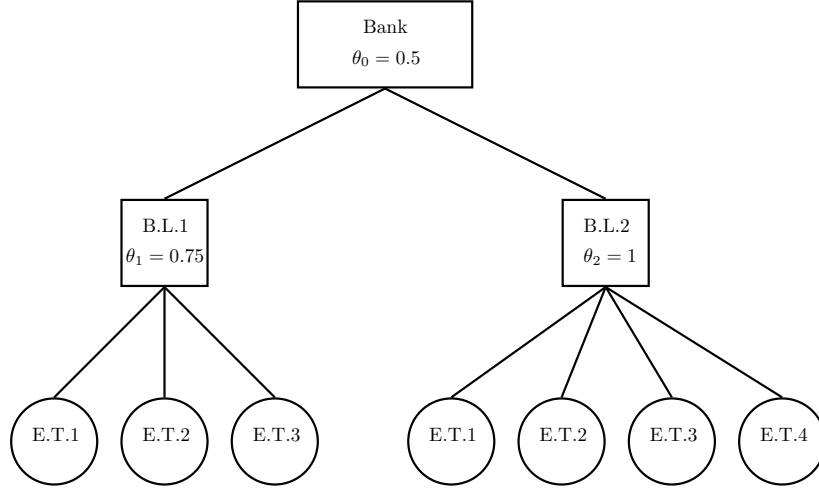 Bank
θ₀ = 0.5
B.L.1
θ₁ = 0.75
B.L.2
θ₂ = 1
E.T.1 E.T.2 E.T.3 E.T.1 E.T.2 E.T.3 E.T.4